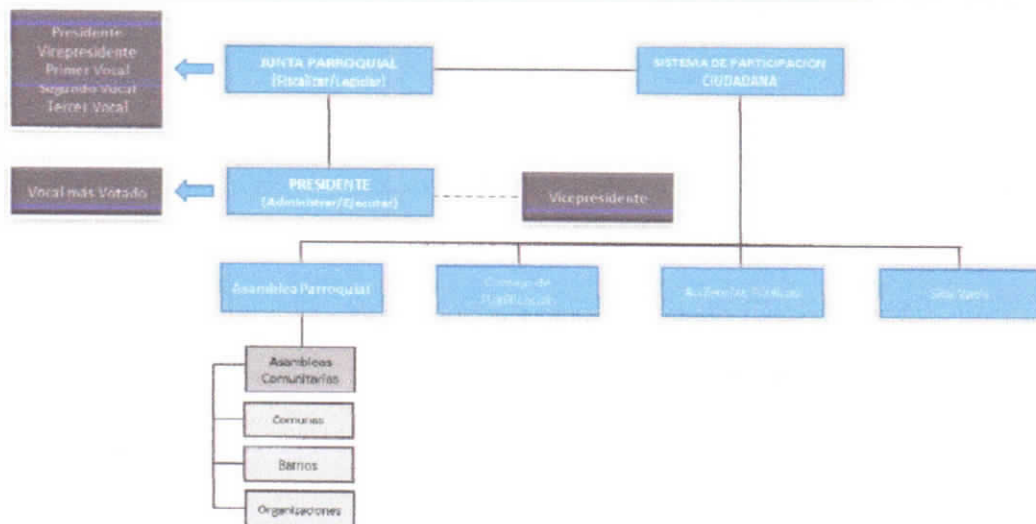 Presidente
Vicepresidente
Primer Vocal
Segundo Vocal
Tercer Vocal
JUNTA PARROQUIAL
(Fiscalizar/Legislar)
SISTEMA DE PARTICIPACIÓN
CIUDADANA
Vocal más Votado
PRESIDENTE
(Administrar/Ejecutar)
Vicepresidente
Asamblea Parroquial
Consejo de
Planificación
Audiencias Públicas
Silla Vacía
Asambleas
Comunitarias
Comunas
Barrios
Organizaciones